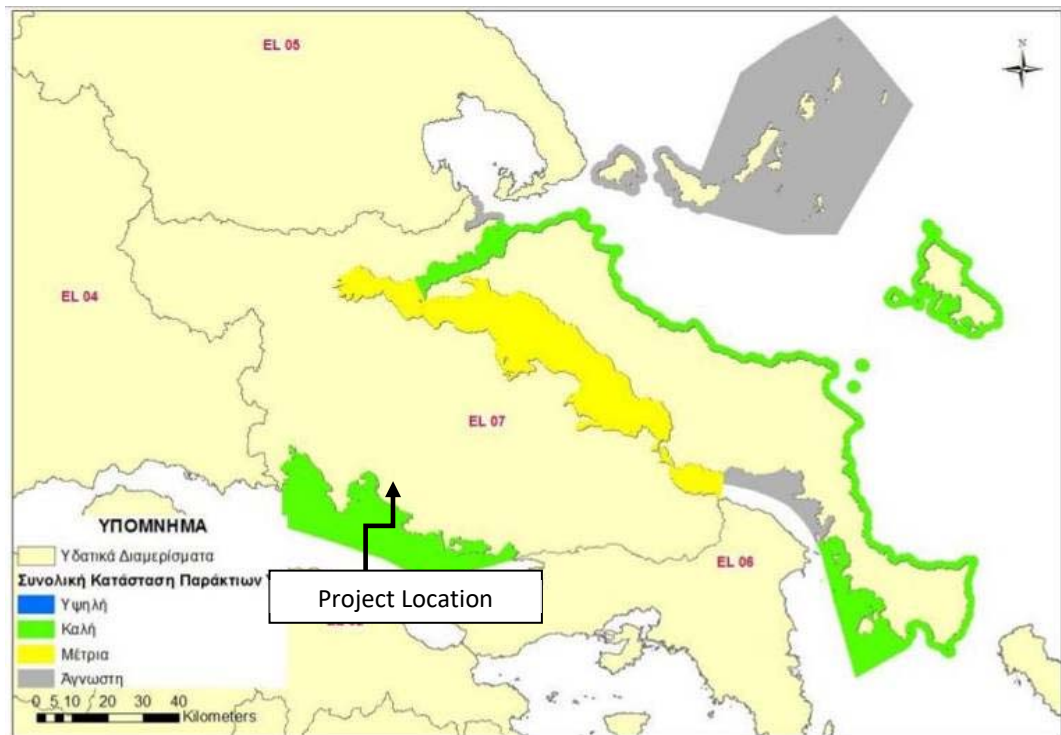 EL 05
N
EL 04
EL 07
EL 06
Project Location
ΥΠΟΜΝΗΜΑ
Υδατικά Διαμερίσματα
Συνολική Κατάσταση Παράκτιων
Υψηλή
Καλή
Μέτρια
Άγνωστη
0 5 10 20 30 40
Kilometers